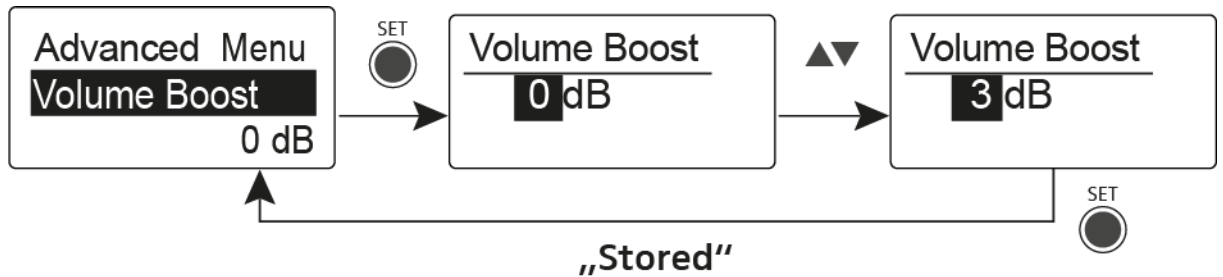 Advanced Menu
Volume Boost
0 dB
SET
Volume Boost
0 dB
▲▼
Volume Boost
3 dB
SET
„Stored“